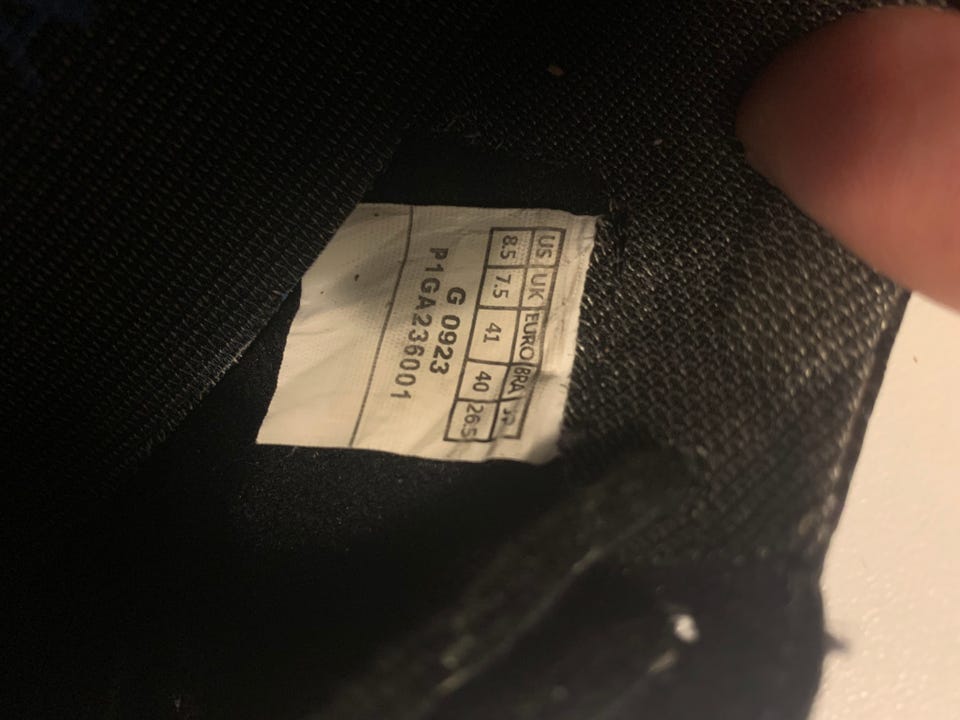 US UK EURO BRA JP
8.5 7.5 41 40 26.5
G 0923
P1GA236001